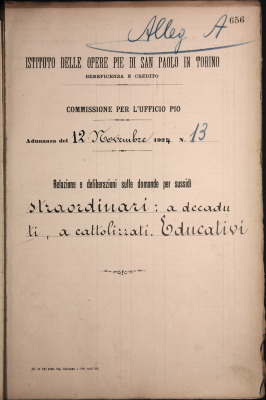 Alleg. A
656
ISTITUTO DELLE OPERE PIE DI SAN PAOLO IN TORINO
BENEFICENZA E CREDITO
COMMISSIONE PER L'UFFICIO PIO
Adunanza del 12 Novembre 1924 N. 13
Relazione e deliberazioni sulle domande per sussidi
straordinari: a decadu
ti, a cattolizzati. Educativi